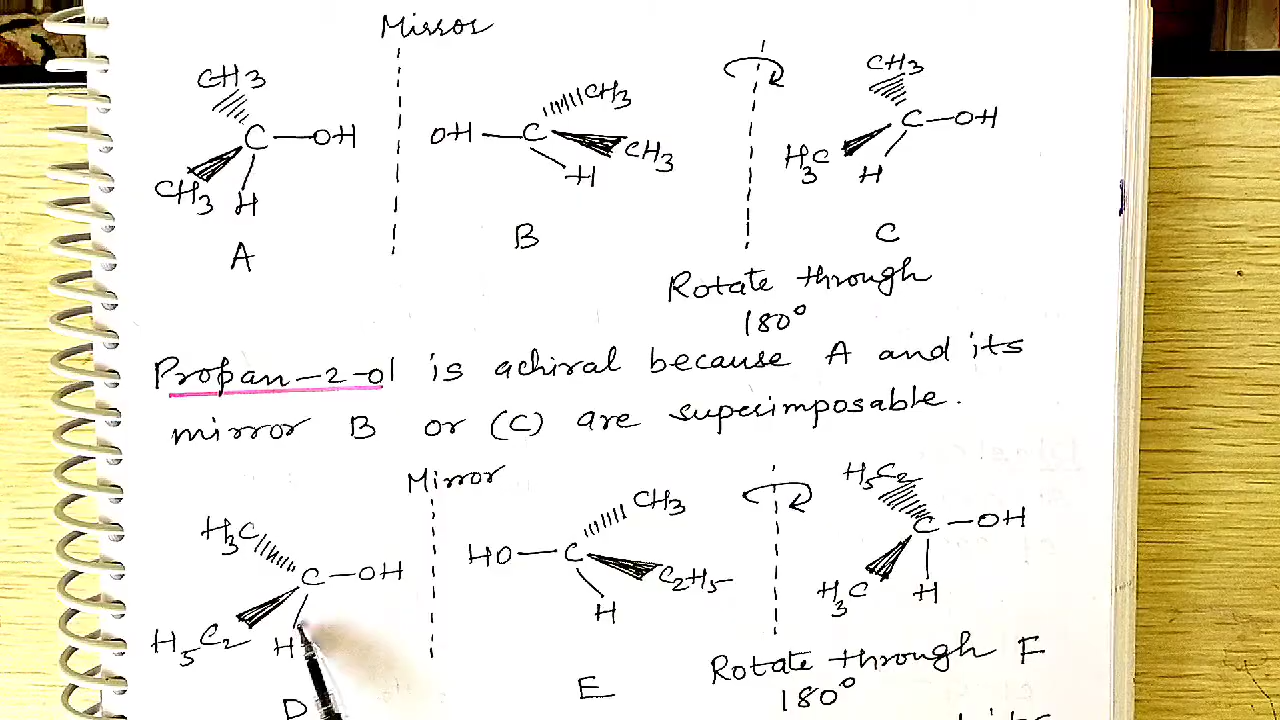 Mirror
CH3
C—OH
CH3
H
A
CH3
OH—C
CH3
H
B
CH3
C—OH
H3C
H
C
Rotate through
180°
Propan-2-ol is achiral because A and its
mirror B or (C) are superimposable.
Mirror
H3C
C—OH
H5C2
H
D
CH3
HO—C
C2H5
H
E
H5C2
C—OH
H3C
H
F
Rotate through
180°